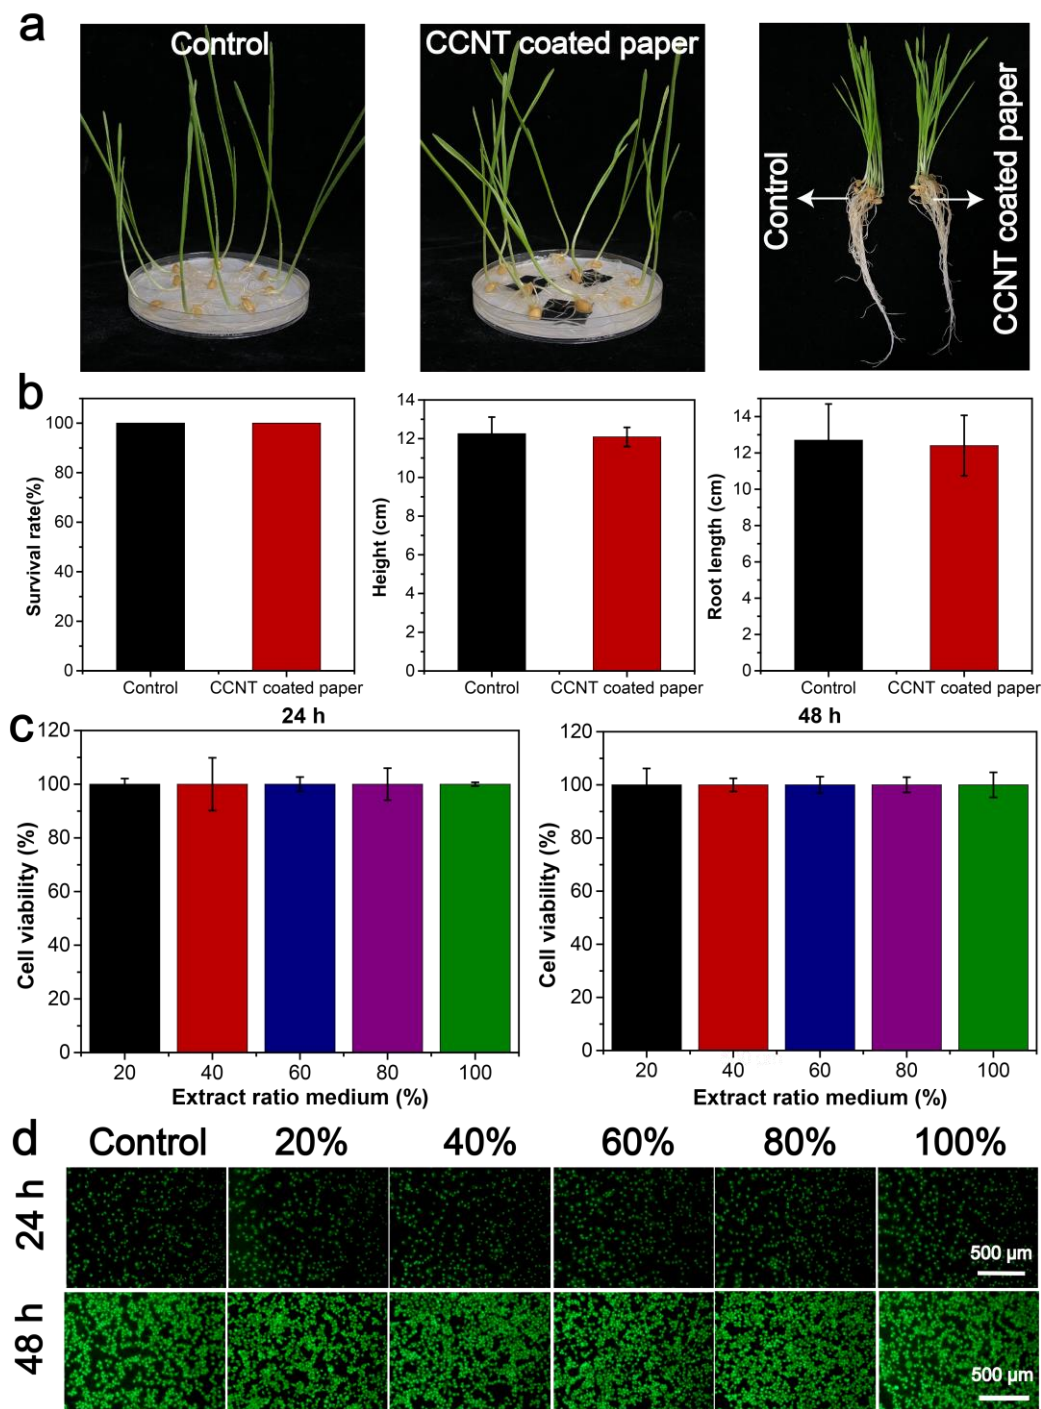 a
Control
CCNT coated paper
Control
CCNT coated paper
b
Survival rate(%)
100
80
60
40
20
0
Control
CCNT coated paper
Height (cm)
14
12
10
8
6
4
2
0
Control
CCNT coated paper
Root length (cm)
14
12
10
8
6
4
2
0
Control
CCNT coated paper
c
24 h
Cell viability (%)
120
100
80
60
40
20
0
20
40
60
80
100
Extract ratio medium (%)
48 h
Cell viability (%)
120
100
80
60
40
20
0
20
40
60
80
100
Extract ratio medium (%)
d
Control
20%
40%
60%
80%
100%
24 h
500 µm
48 h
500 µm